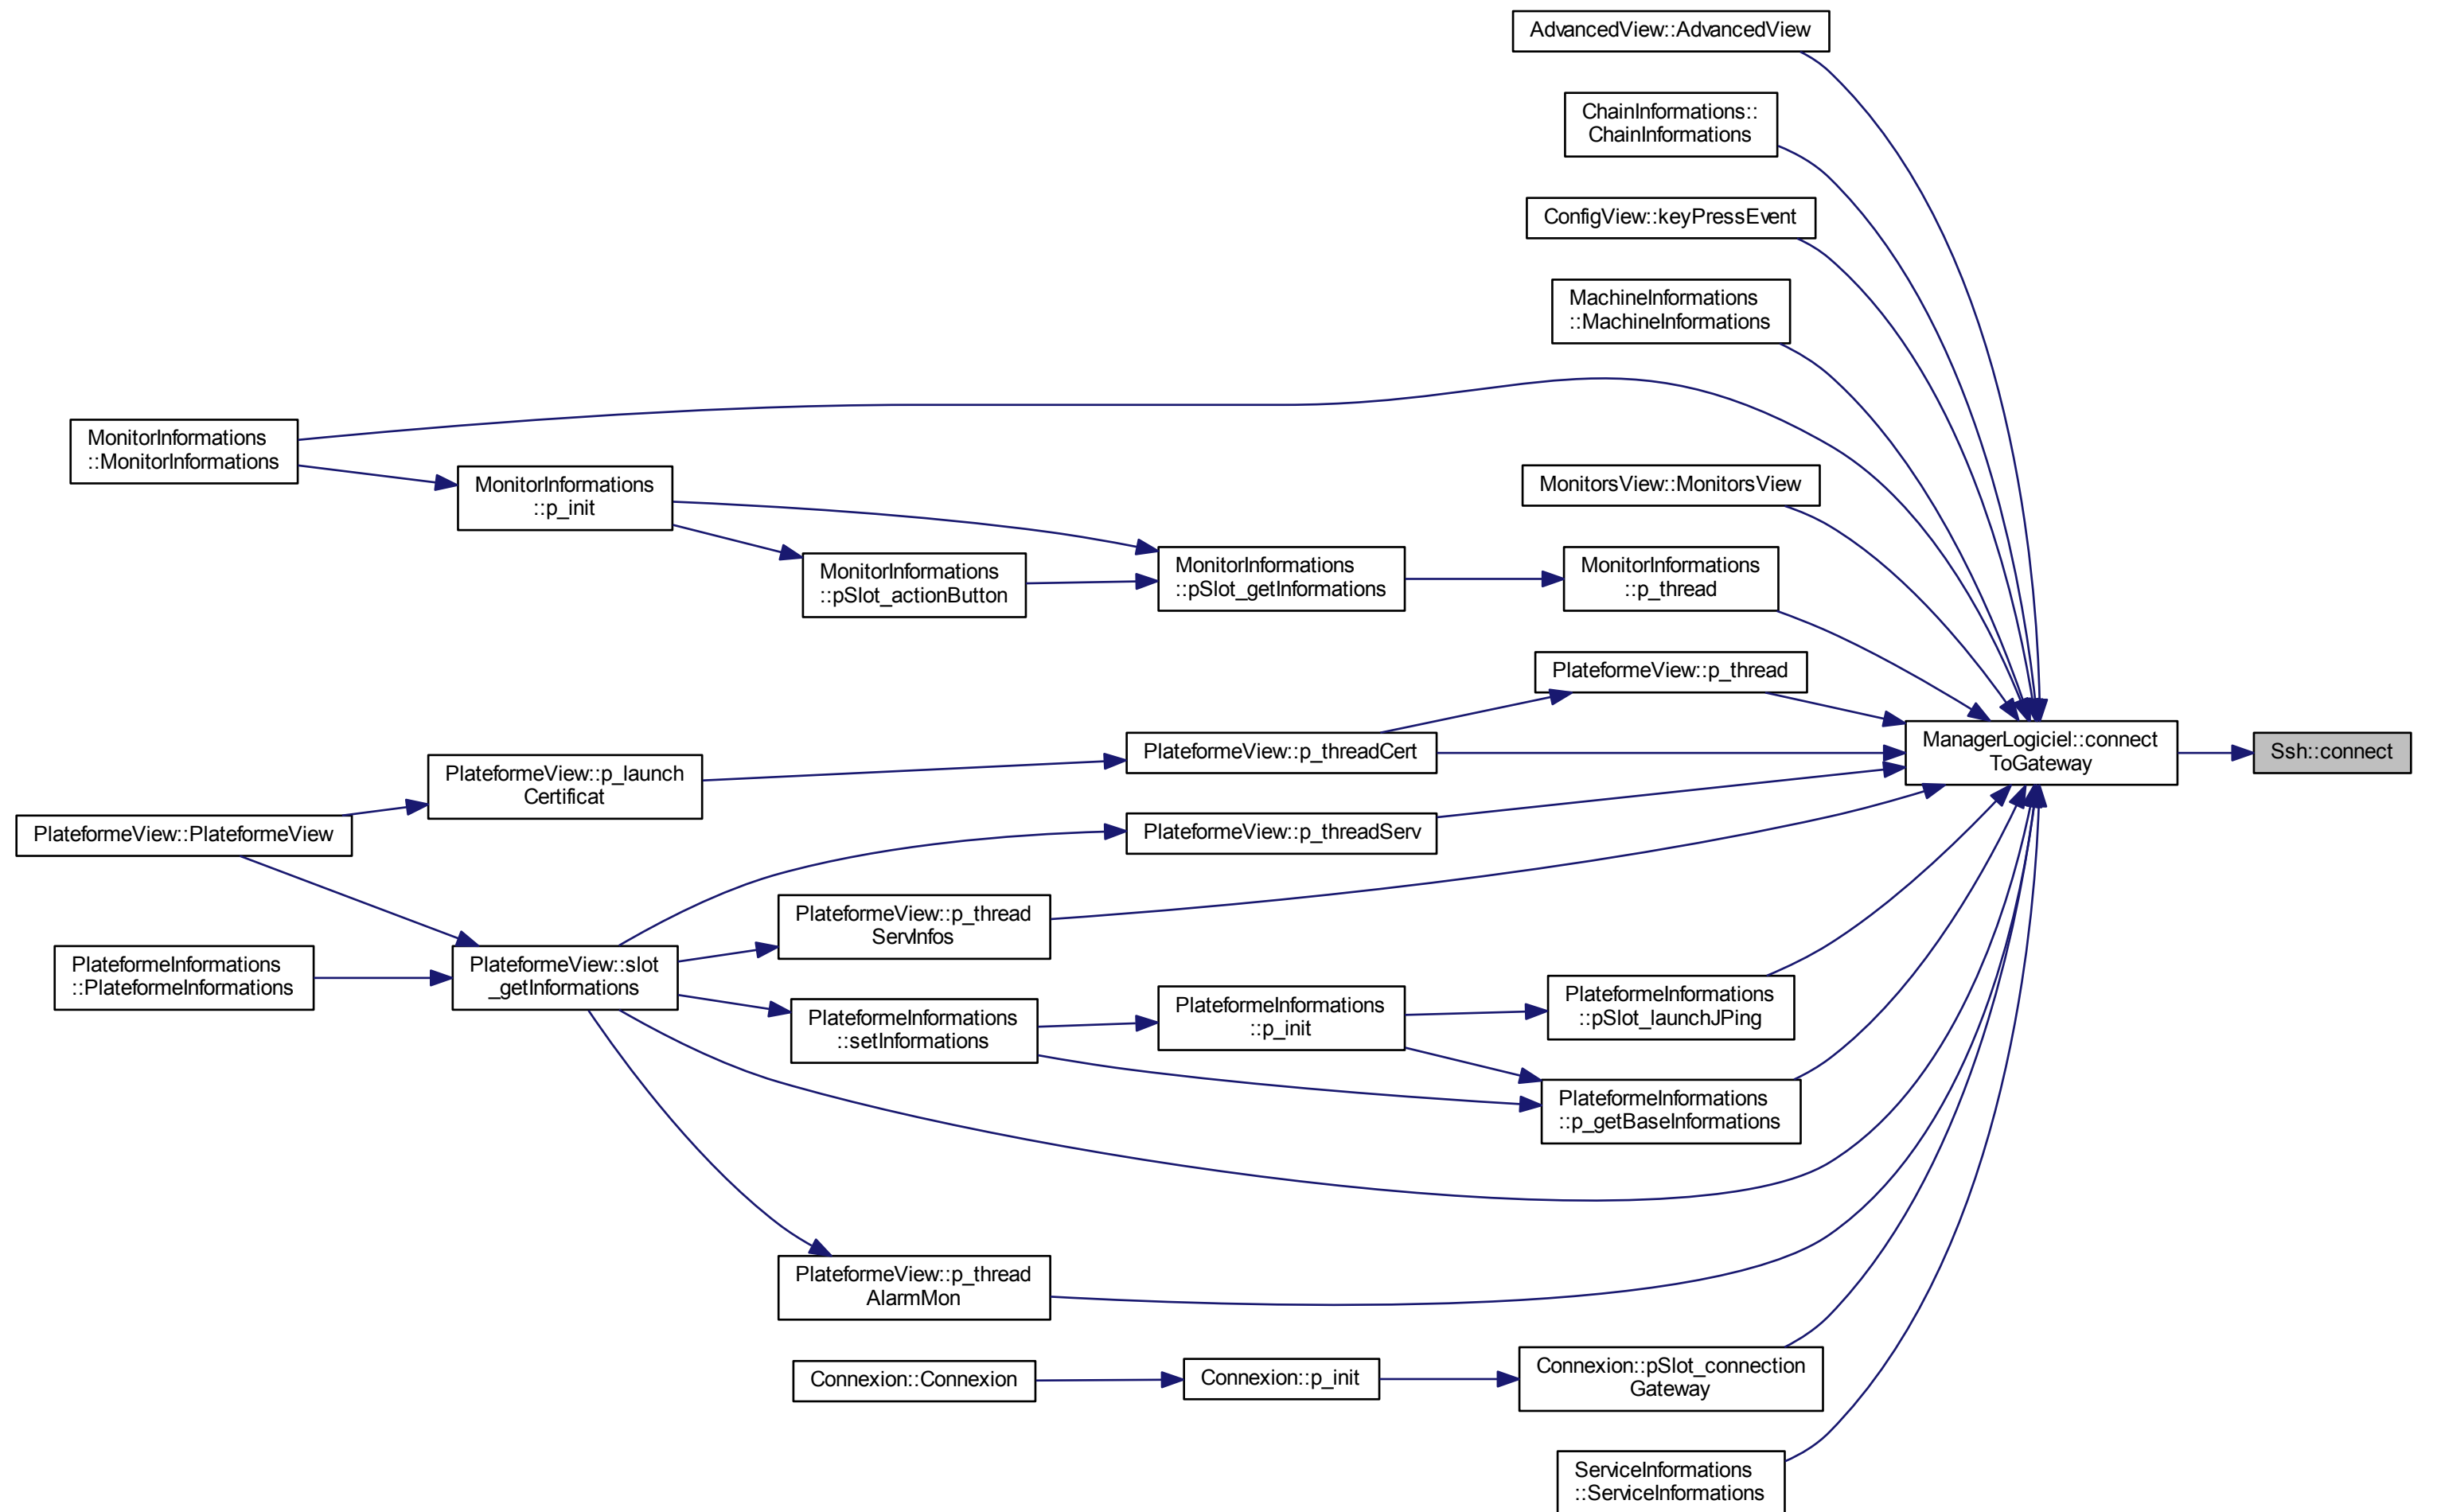 AdvancedView::AdvancedView
ChainInformations::
ChainInformations
ConfigView::keyPressEvent
MachineInformations
::MachineInformations
MonitorInformations
::MonitorInformations
MonitorInformations
::p_init
MonitorsView::MonitorsView
MonitorInformations
::pSlot_actionButton
MonitorInformations
::pSlot_getInformations
MonitorInformations
::p_thread
PlateformeView::p_thread
ManagerLogiciel::connect
ToGateway
Ssh::connect
PlateformeView::p_threadCert
PlateformeView::p_launch
Certificat
PlateformeView::PlateformeView
PlateformeView::p_threadServ
PlateformeView::p_thread
ServInfos
PlateformeInformations
::PlateformeInformations
PlateformeView::slot
_getInformations
PlateformeInformations
::setInformations
PlateformeInformations
::p_init
PlateformeInformations
::pSlot_launchJPing
PlateformeInformations
::p_getBaseInformations
PlateformeView::p_thread
AlarmMon
Connexion::Connexion
Connexion::p_init
Connexion::pSlot_connection
Gateway
ServiceInformations
::ServiceInformations